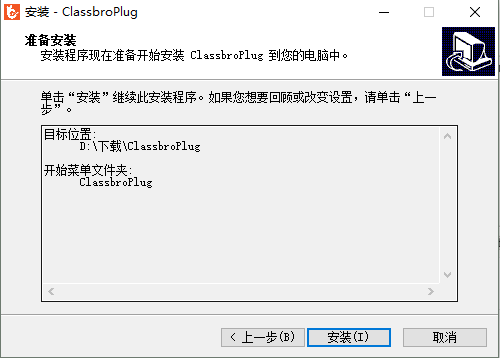 安装 - ClassbroPlug
准备安装
安装程序现在准备开始安装 ClassbroPlug 到您的电脑中。
单击“安装”继续此安装程序。如果您想要回顾或改变设置，请单击“上一
步”。
目标位置:
D:\下载\ClassbroPlug
开始菜单文件夹:
ClassbroPlug
< 上一步(B)
安装(I)
取消